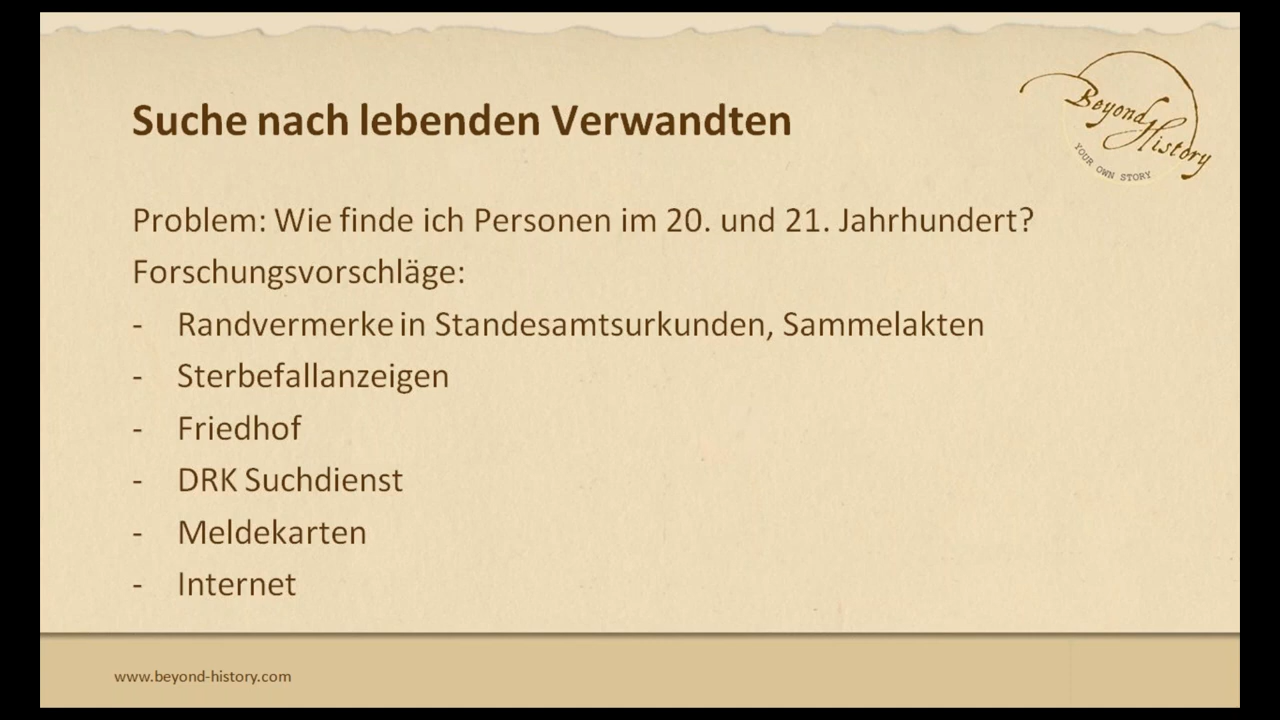 Suche nach lebenden Verwandten
Beyond
History
YOUR OWN STORY
Problem: Wie finde ich Personen im 20. und 21. Jahrhundert?
Forschungsvorschläge:
- Randvermerke in Standesamtsurkunden, Sammelakten
- Sterbefallanzeigen
- Friedhof
- DRK Suchdienst
- Meldekarten
- Internet
www.beyond-history.com